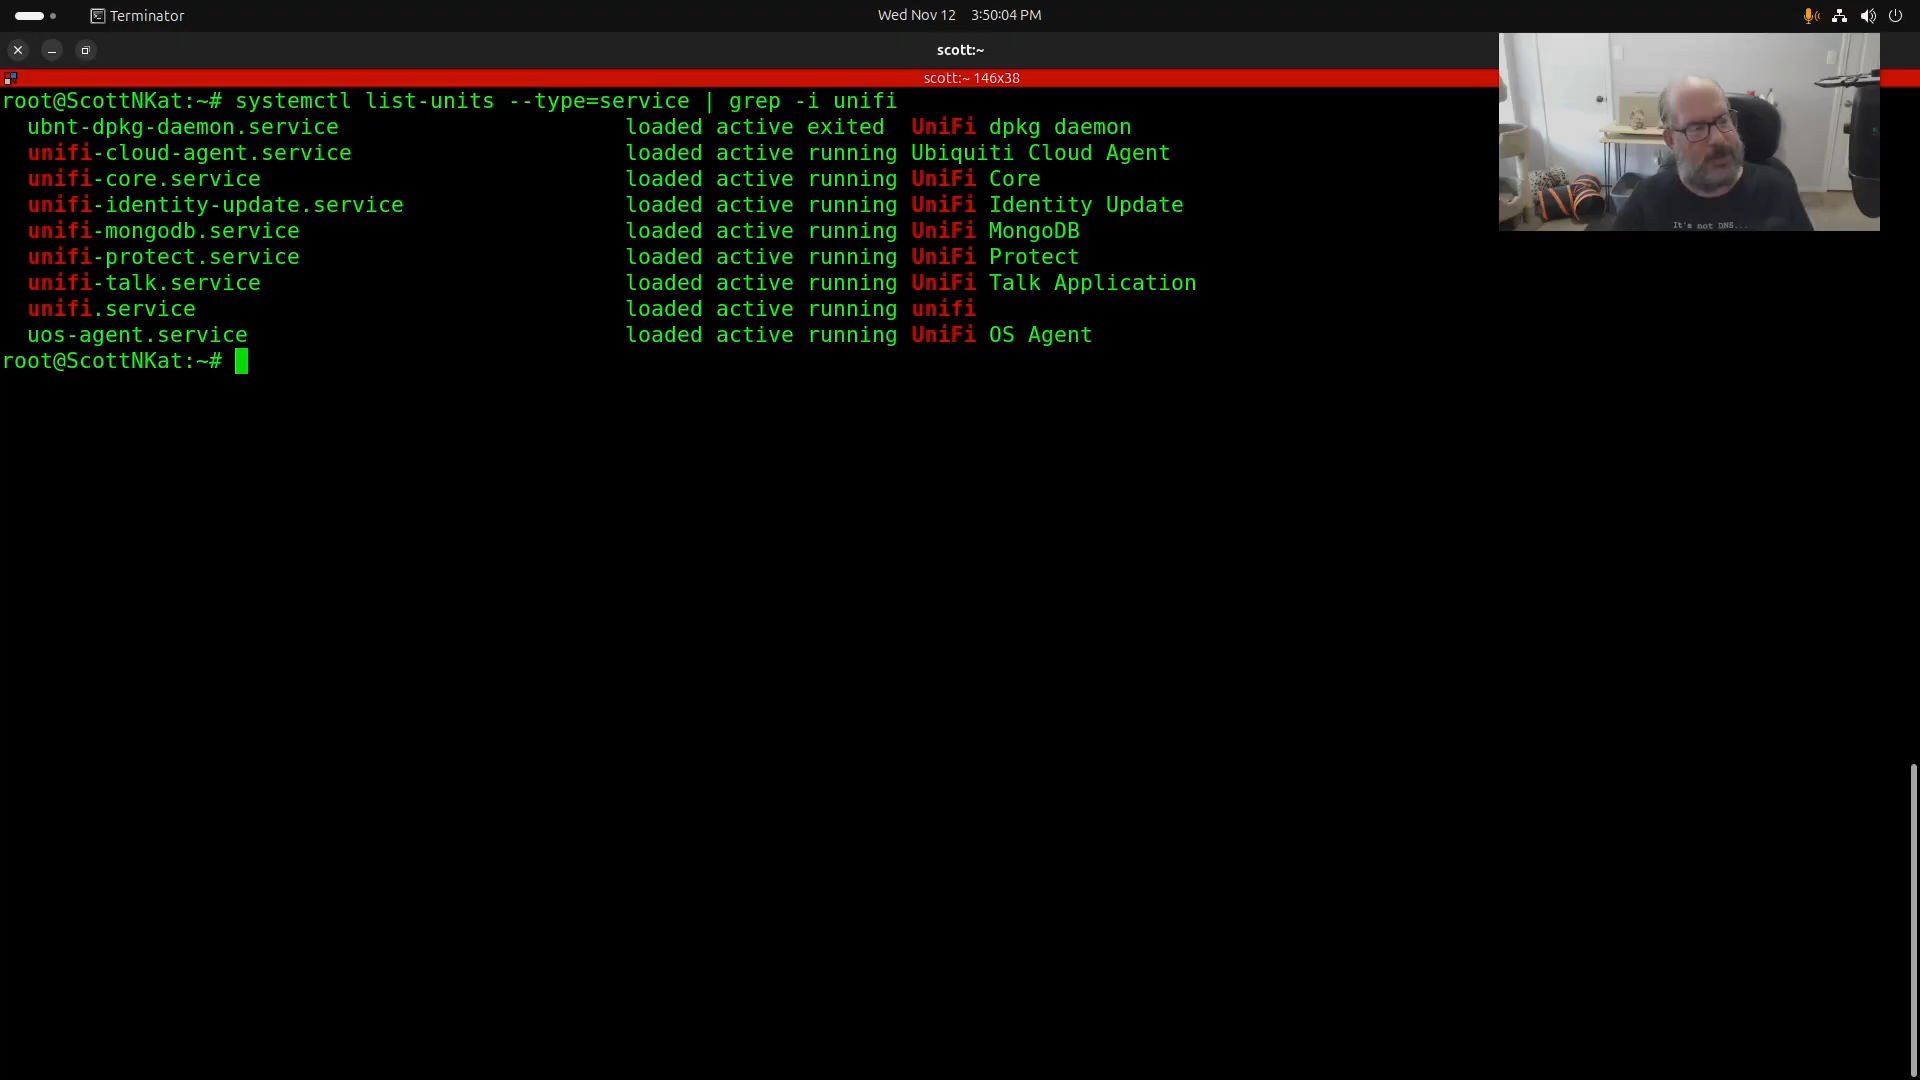 Terminator
Wed Nov 12 3:50:04 PM
scott:~
scott:~ 146x38
root@ScottNKat:~# systemctl list-units --type=service | grep -i unifi
ubnt-dpkg-daemon.service loaded active exited UniFi dpkg daemon
unifi-cloud-agent.service loaded active running Ubiquiti Cloud Agent
unifi-core.service loaded active running UniFi Core
unifi-identity-update.service loaded active running UniFi Identity Update
unifi-mongodb.service loaded active running UniFi MongoDB
unifi-protect.service loaded active running UniFi Protect
unifi-talk.service loaded active running UniFi Talk Application
unifi.service loaded active running unifi
uos-agent.service loaded active running UniFi OS Agent
root@ScottNKat:~#
It's not DNS...